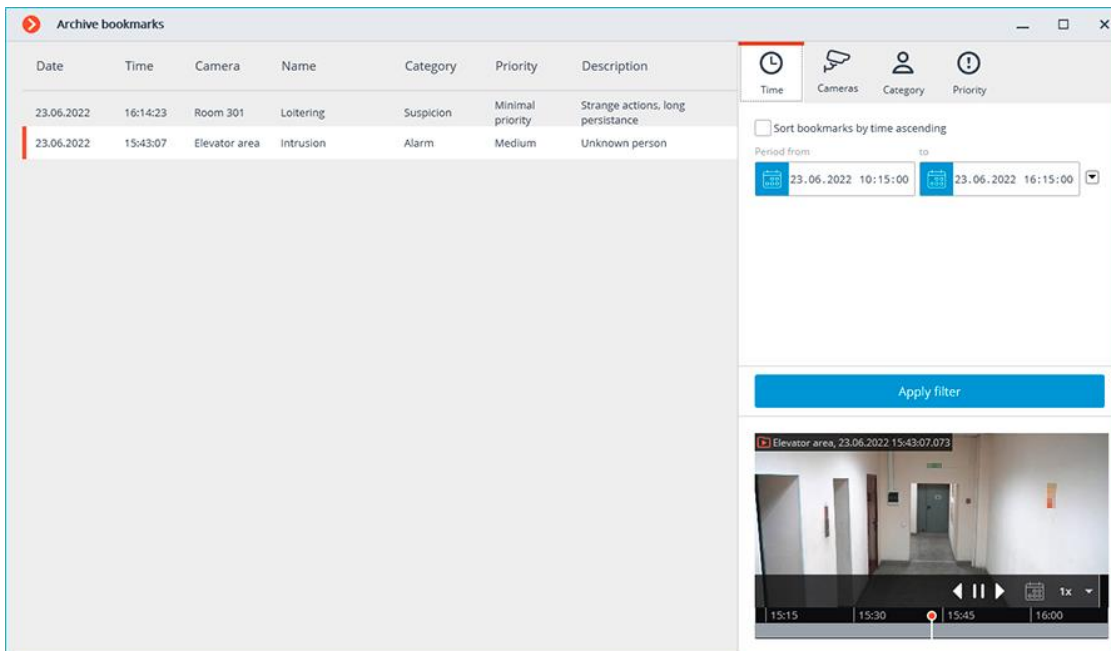 Archive bookmarks
Date Time Camera Name Category Priority Description
23.06.2022 16:14:23 Room 301 Loitering Suspicion Minimal priority Strange actions, long persistance
23.06.2022 15:43:07 Elevator area Intrusion Alarm Medium Unknown person
Time Cameras Category Priority
Sort bookmarks by time ascending
Period from to
23.06.2022 10:15:00 23.06.2022 16:15:00
Apply filter
Elevator area, 23.06.2022 15:43:07.073
1x
15:15 15:30 15:45 16:00